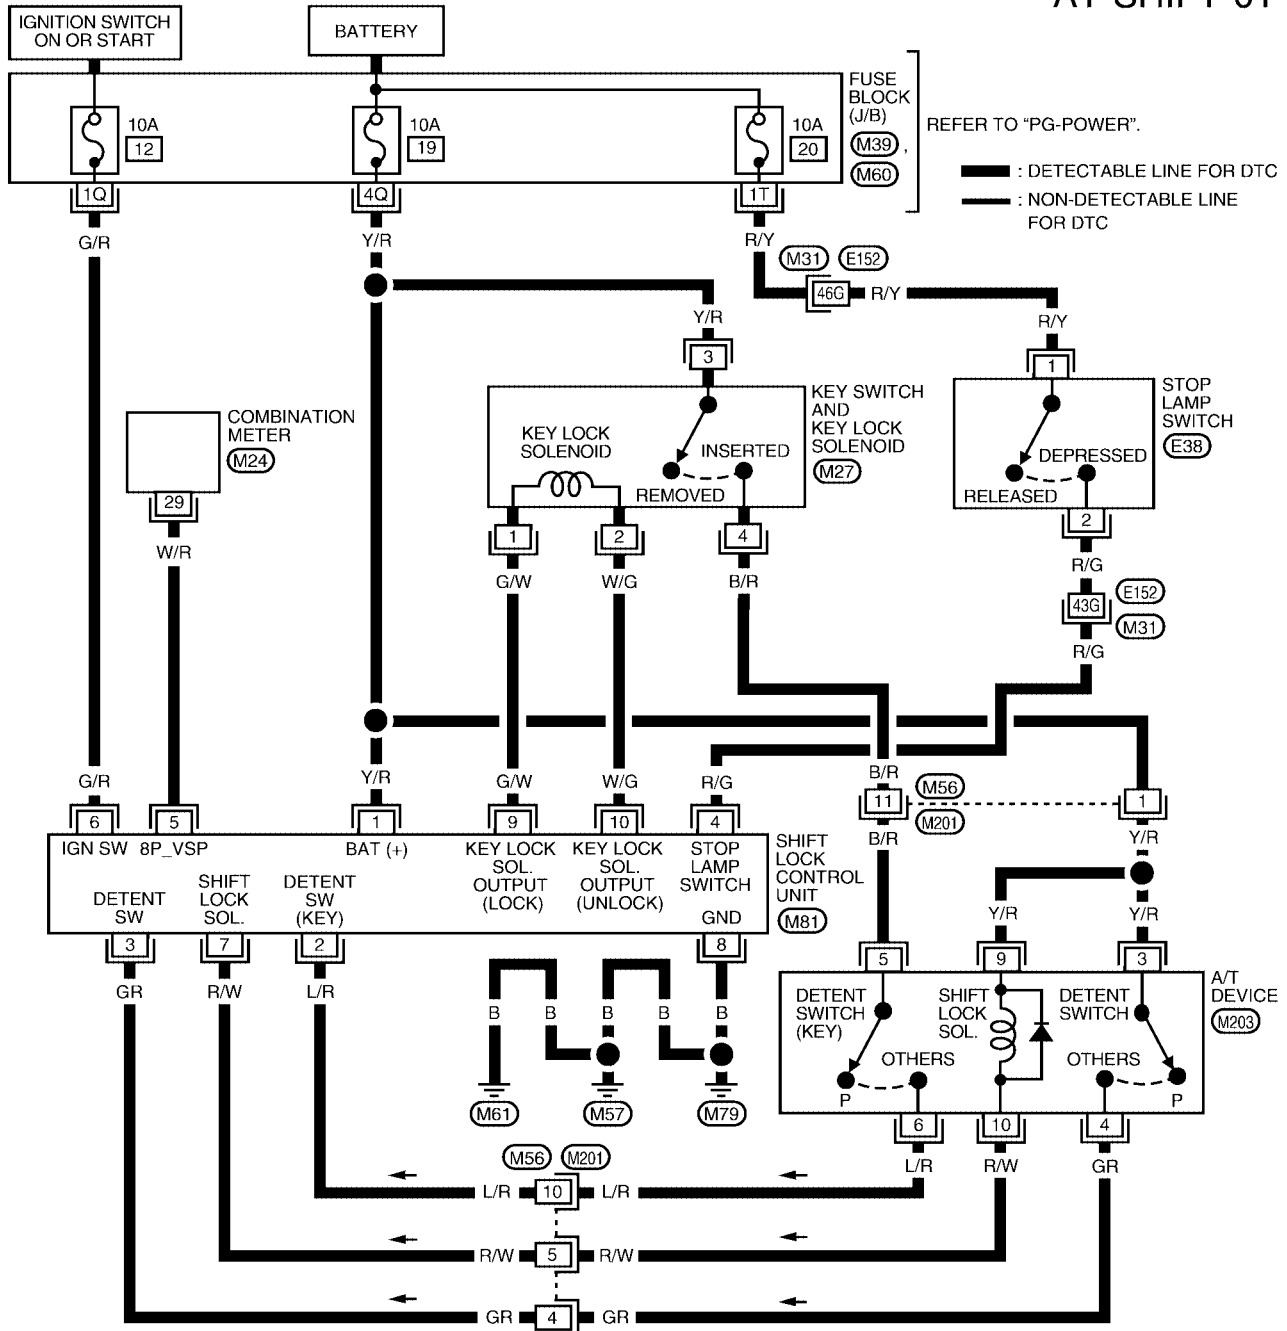 IGNITION SWITCH
ON OR START
BATTERY
10A
12
10A
19
10A
20
FUSE
BLOCK
(J/B)
M39 ,
M60
REFER TO “PG-POWER”.
: DETECTABLE LINE FOR DTC
: NON-DETECTABLE LINE
FOR DTC
1Q
4Q
1T
G/R
Y/R
R/Y
M31
E152
46G
R/Y
Y/R
R/Y
3
1
COMBINATION
METER
M24
29
W/R
KEY LOCK
SOLENOID
INSERTED
REMOVED
KEY SWITCH
AND
KEY LOCK
SOLENOID
M27
DEPRESSED
RELEASED
STOP
LAMP
SWITCH
E38
1
2
4
2
G/W
W/G
B/R
R/G
43G
E152
M31
R/G
G/R
Y/R
G/W
W/G
R/G
B/R
M56
M201
11
1
B/R
Y/R
6
5
1
9
10
4
IGN SW
8P_VSP
BAT (+)
KEY LOCK
SOL.
OUTPUT
(LOCK)
KEY LOCK
SOL.
OUTPUT
(UNLOCK)
STOP
LAMP
SWITCH
DETENT
SW
SHIFT
LOCK
SOL.
DETENT
SW
(KEY)
GND
SHIFT
LOCK
CONTROL
UNIT
M81
3
7
2
8
GR
R/W
L/R
B
B
B
B
B
M61
M57
M79
Y/R
Y/R
5
9
3
DETENT
SWITCH
(KEY)
SHIFT
LOCK
SOL.
DETENT
SWITCH
OTHERS
OTHERS
P
P
A/T
DEVICE
M203
6
10
4
L/R
R/W
GR
M56
M201
L/R
10
L/R
R/W
5
R/W
GR
4
GR